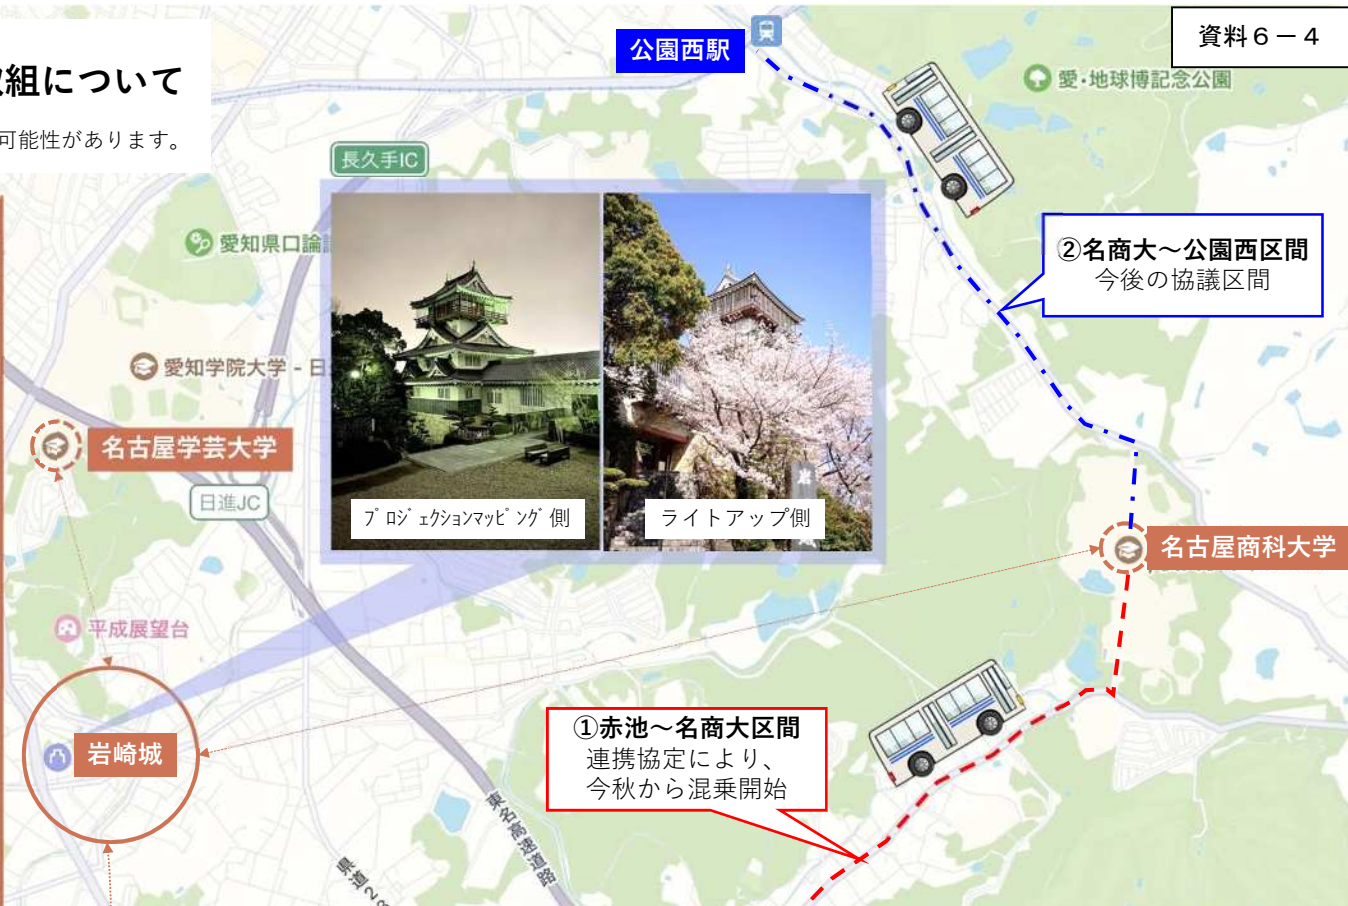 資料６－４
取組について
可能性があります。
公園西駅
愛・地球博記念公園
長久手IC
愛知県口論
②名商大～公園西区間
今後の協議区間
愛知学院大学 - 日
名古屋学芸大学
日進JC
プロジェクションマッピング側
ライトアップ側
名古屋商科大学
平成展望台
岩崎城
①赤池～名商大区間
連携協定により、
今秋から混乗開始
東名高速道路
県道2